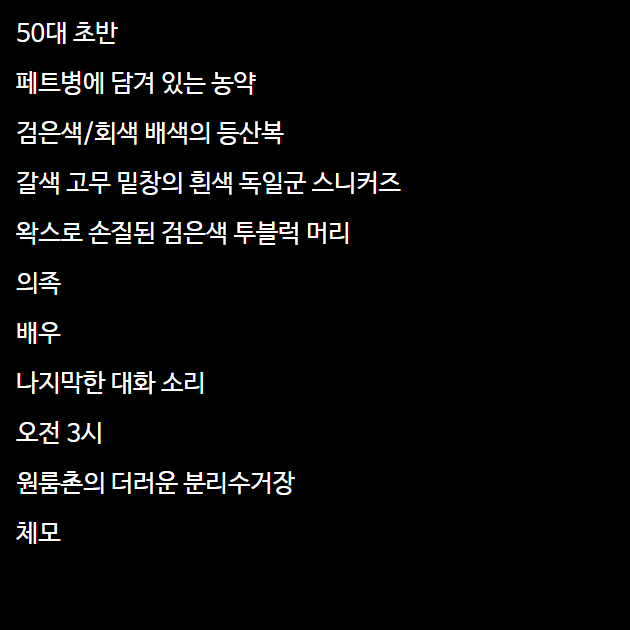 50대 초반
페트병에 담겨 있는 농약
검은색/회색 배색의 등산복
갈색 고무 밑창의 흰색 독일군 스니커즈
왁스로 손질된 검은색 투블럭 머리
의족
배우
나지막한 대화 소리
오전 3시
원룸촌의 더러운 분리수거장
체모